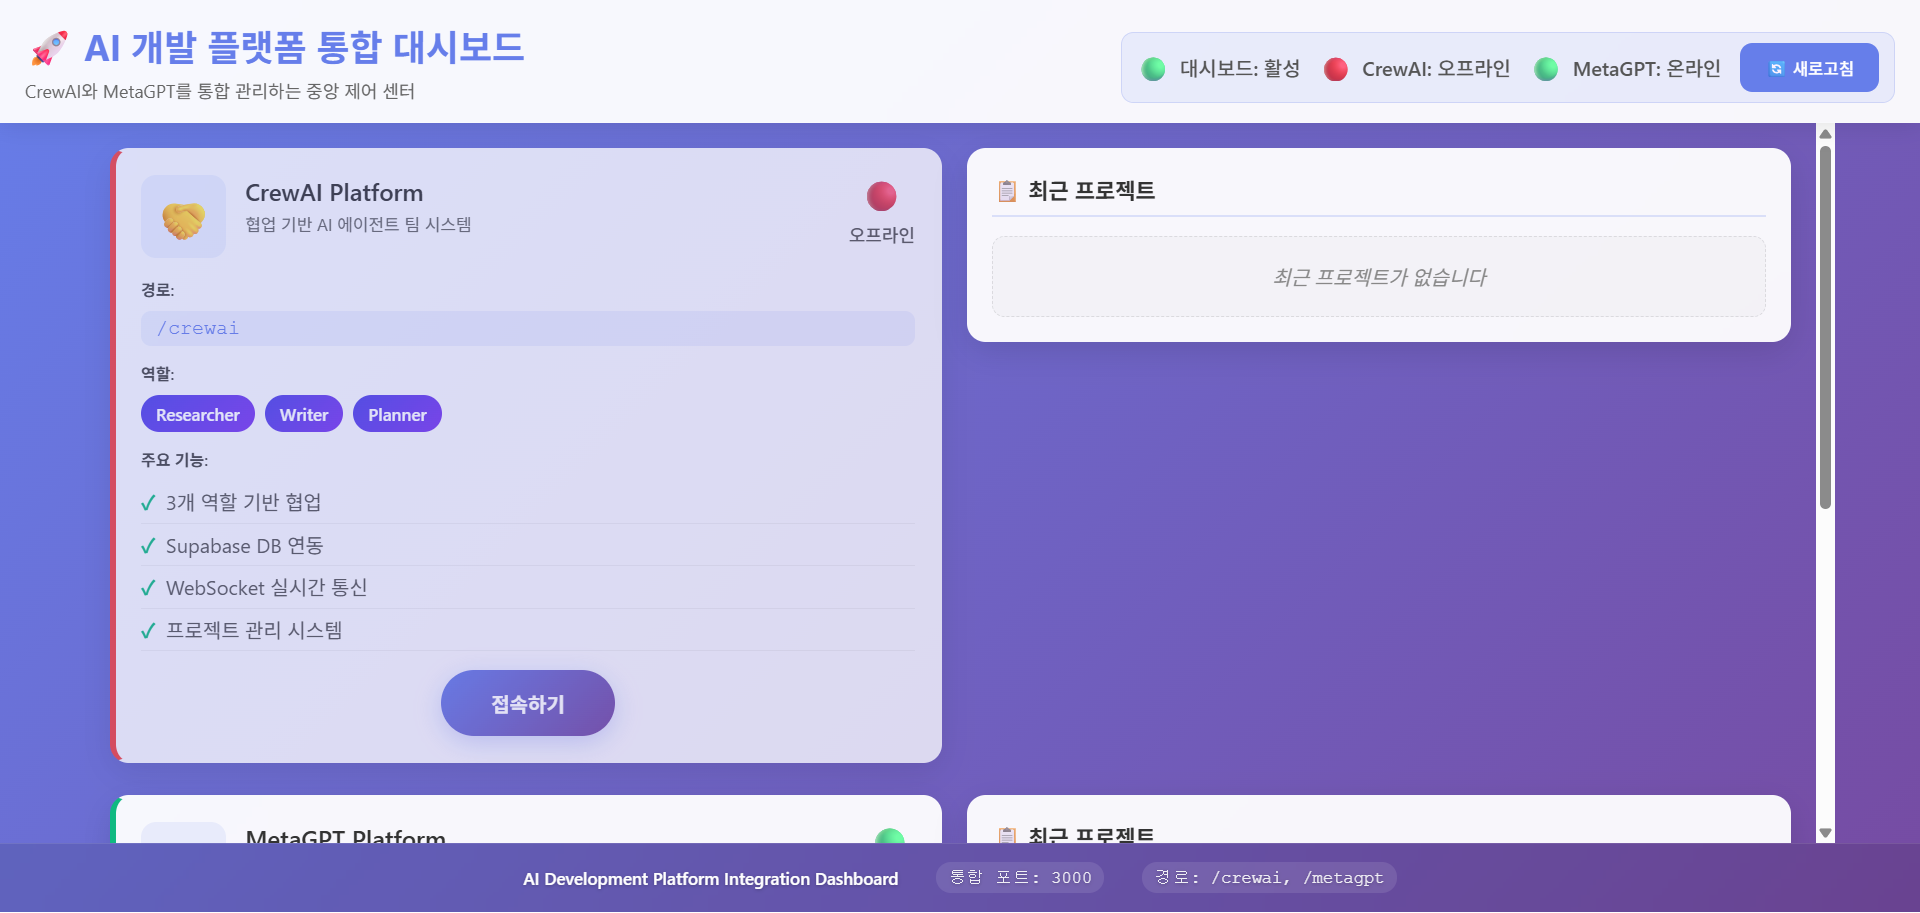 AI 개발 플랫폼 통합 대시보드
CrewAI와 MetaGPT를 통합 관리하는 중앙 제어 센터
대시보드: 활성
CrewAI: 오프라인
MetaGPT: 온라인
새로고침
CrewAI Platform
협업 기반 AI 에이전트 팀 시스템
오프라인
경로:
/crewai
역할:
Researcher
Writer
Planner
주요 기능:
✓ 3개 역할 기반 협업
✓ Supabase DB 연동
✓ WebSocket 실시간 통신
✓ 프로젝트 관리 시스템
접속하기
최근 프로젝트
최근 프로젝트가 없습니다
MetaGPT Platform
최근 프로젝트
AI Development Platform Integration Dashboard
통합 포트: 3000
경로: /crewai, /metagpt